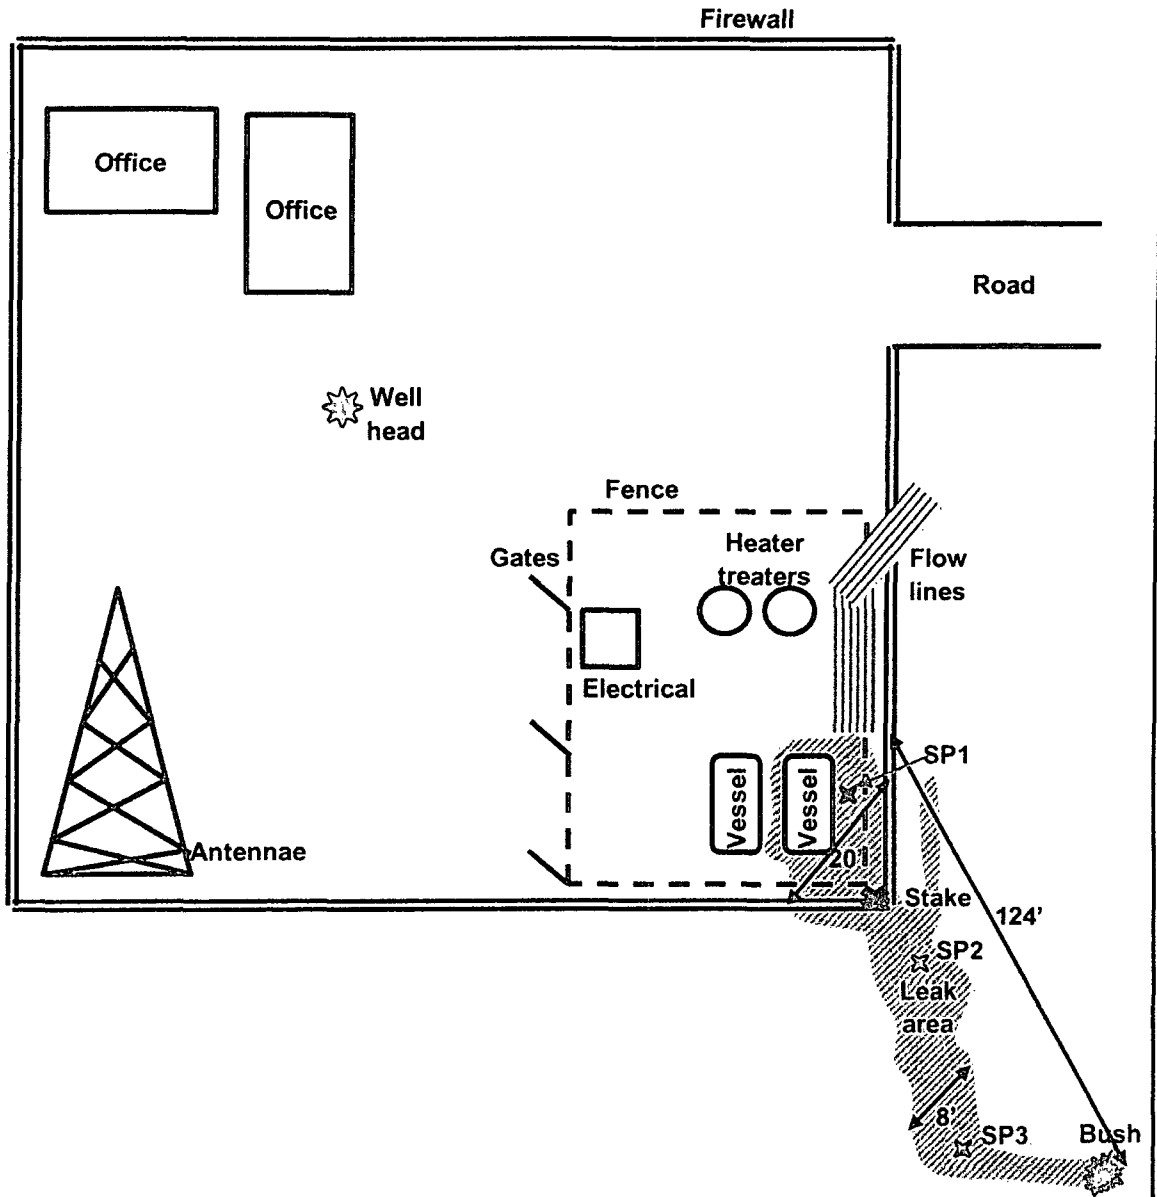 Firewall
Office
Office
Road
Well
head
Fence
Gates
Heater
treaters
Flow
lines
Electrical
SP1
Vessel
Vessel
20'
Antennae
Stake
124'
SP2
Leak
area
8'
SP3
Bush